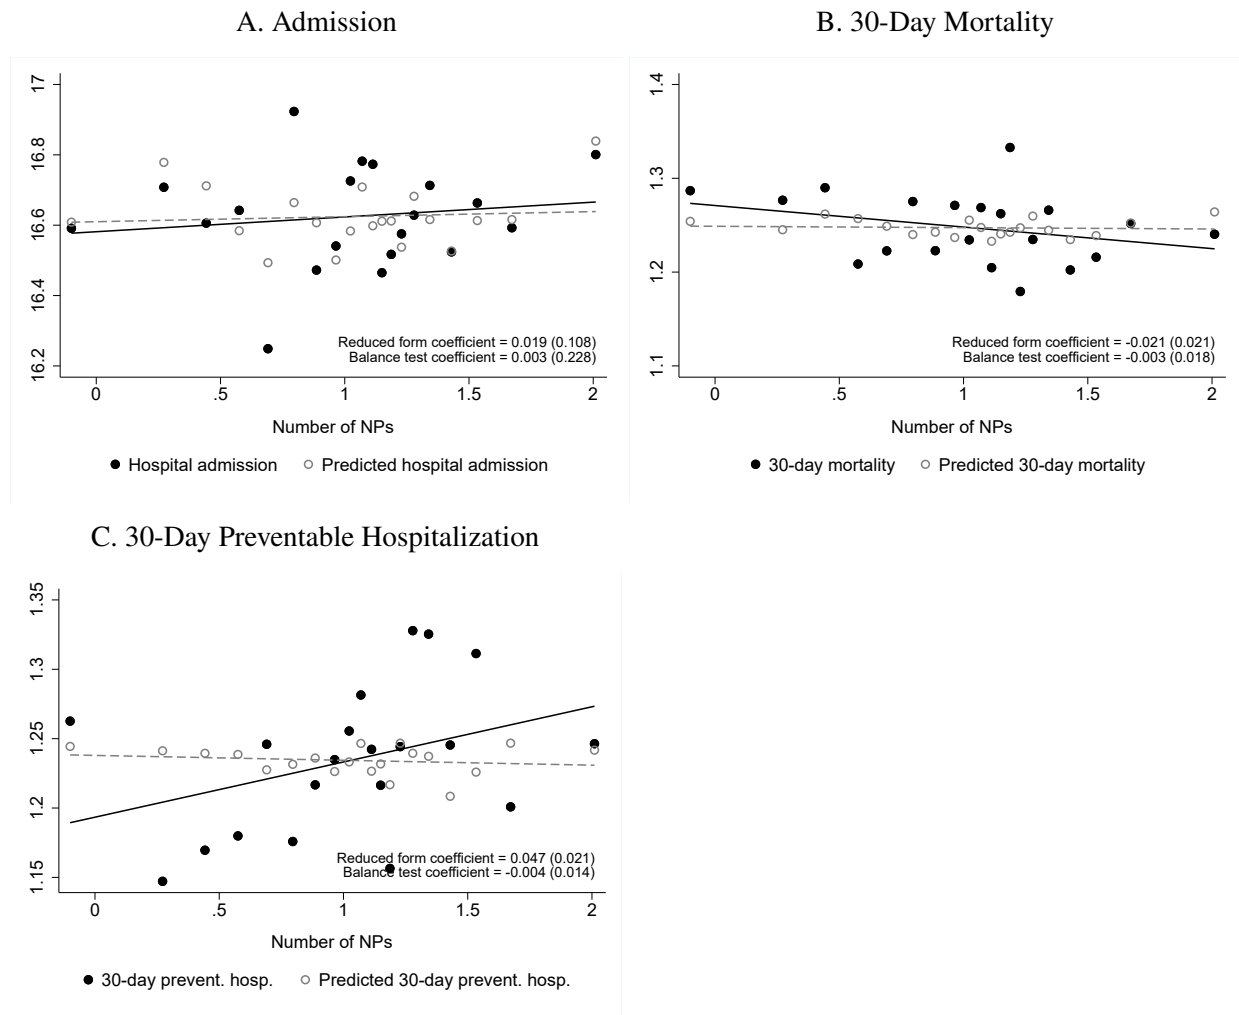 A. Admission
17
16.8
16.6
16.4
16.2
Reduced form coefficient = 0.019 (0.108)
Balance test coefficient = 0.003 (0.228)
0 .5 1 1.5 2
Number of NPs
Hospital admission Predicted hospital admission
B. 30-Day Mortality
1.4
1.3
1.2
1.1
Reduced form coefficient = -0.021 (0.021)
Balance test coefficient = -0.003 (0.018)
0 .5 1 1.5 2
Number of NPs
30-day mortality Predicted 30-day mortality
C. 30-Day Preventable Hospitalization
1.35
1.3
1.25
1.2
1.15
Reduced form coefficient = 0.047 (0.021)
Balance test coefficient = -0.004 (0.014)
0 .5 1 1.5 2
Number of NPs
30-day prevent. hosp. Predicted 30-day prevent. hosp.